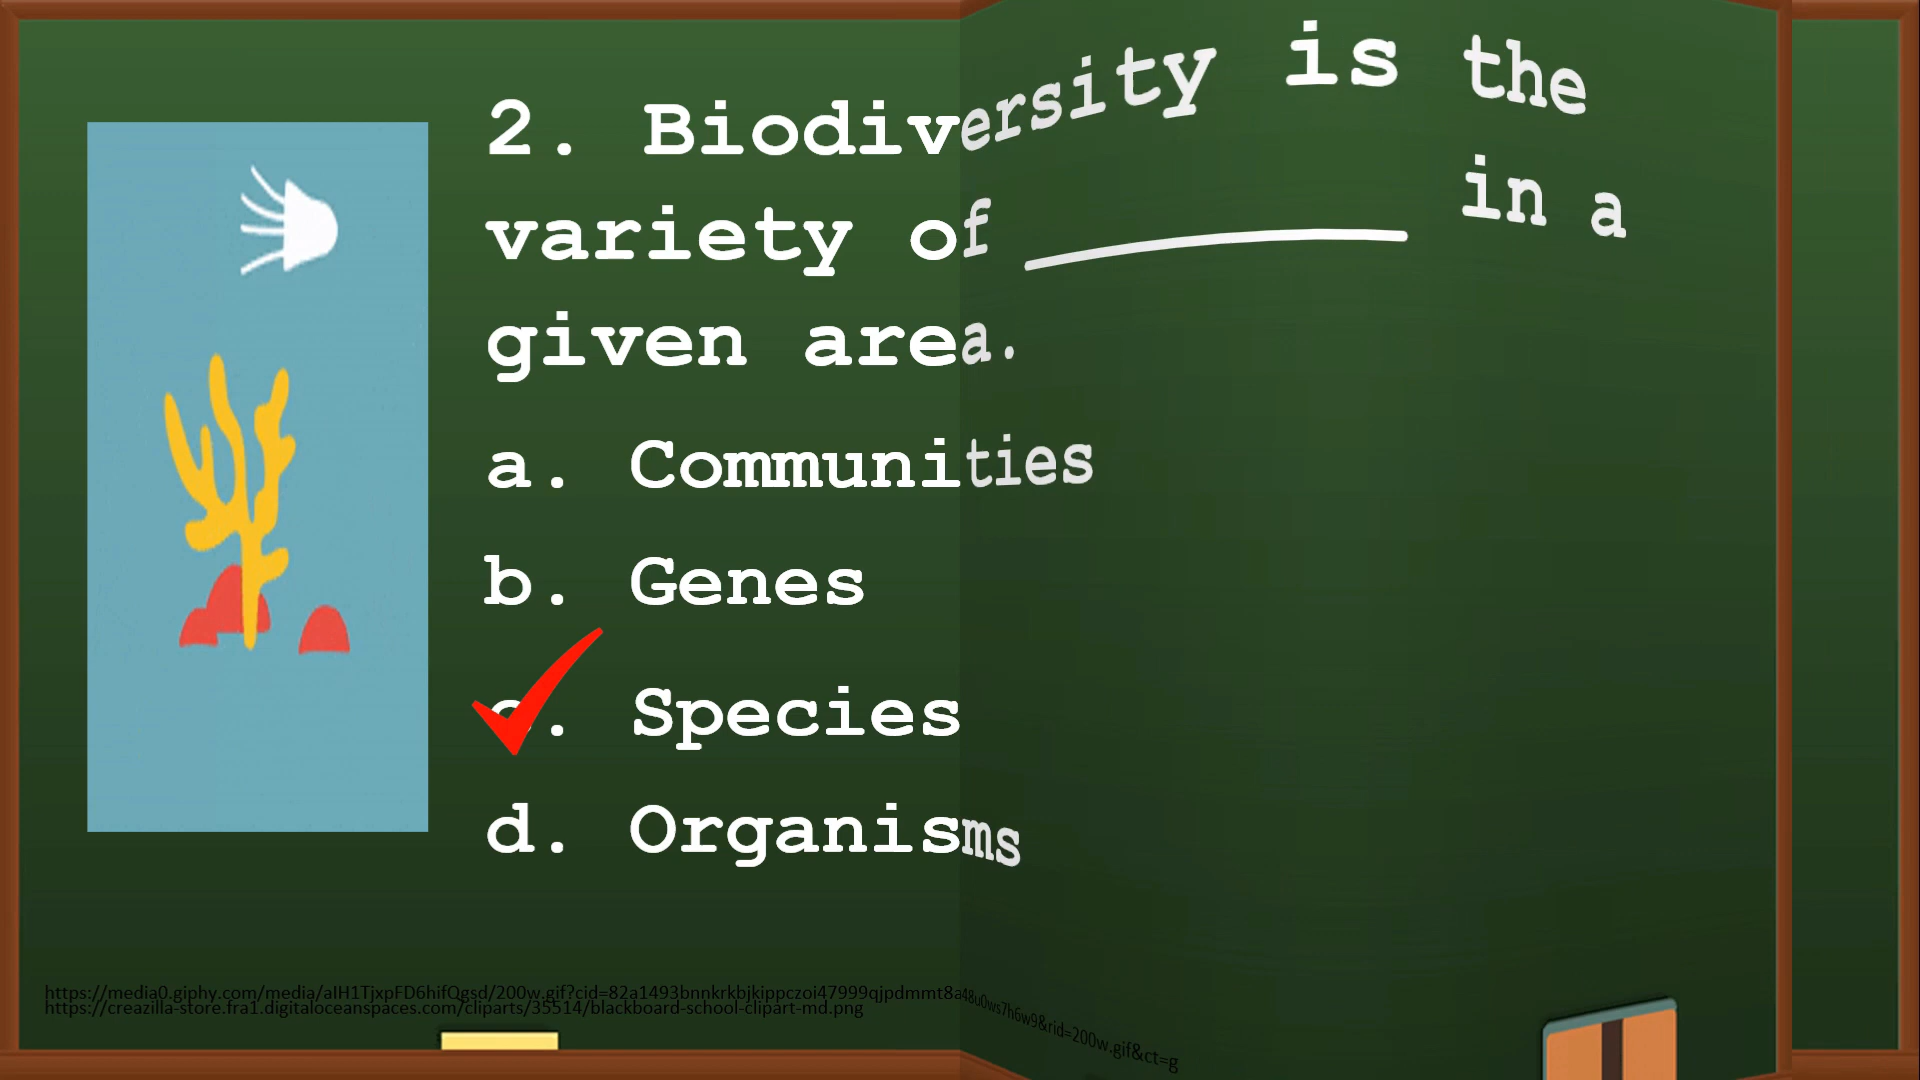 2. Biodiversity is the
variety of ________ in a
given area.
a. Communities
b. Genes
c. Species
d. Organisms
https://media0.giphy.com/media/aIH1TjxpFD6hifQgsd/200w.gif?cid=82a1493bnnkrkbjkippczoi47999qjpdmmt8a48u0ws7h6w9&rid=200w.gif&ct=g
https://creazilla-store.fra1.digitaloceanspaces.com/cliparts/35514/blackboard-school-clipart-md.png